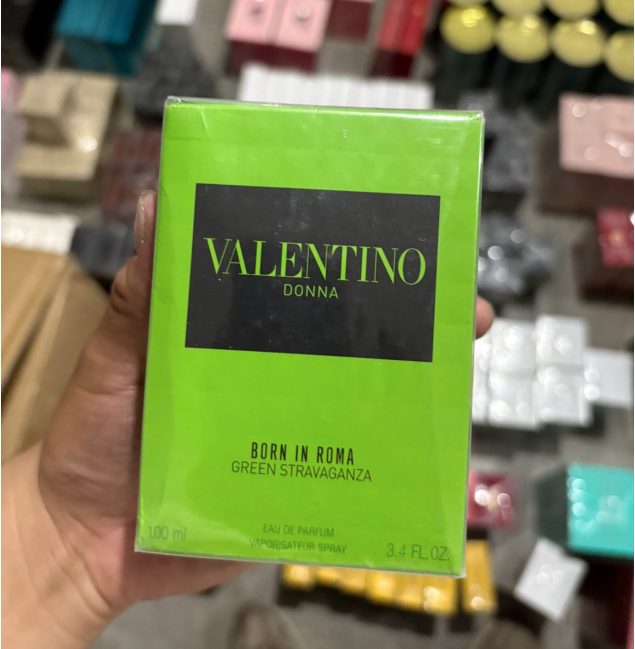 VALENTINO
DONNA
BORN IN ROMA
GREEN STRAVAGANZA
EAU DE PARFUM
VAPORISATEUR SPRAY
100 ml 3.4 FL.OZ.